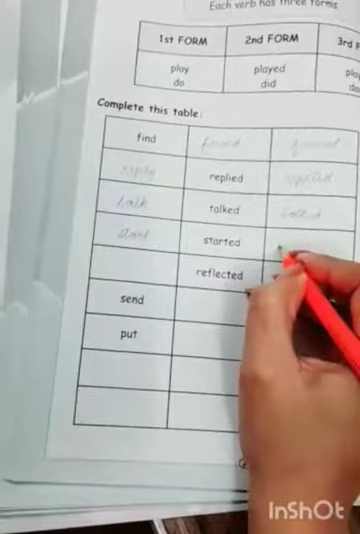 Each verb has three forms
1st FORM 2nd FORM 3rd
play played
do did
Complete this table:
find found found
reply replied replied
talk talked talked
start started
reflected
send
put
InShOt